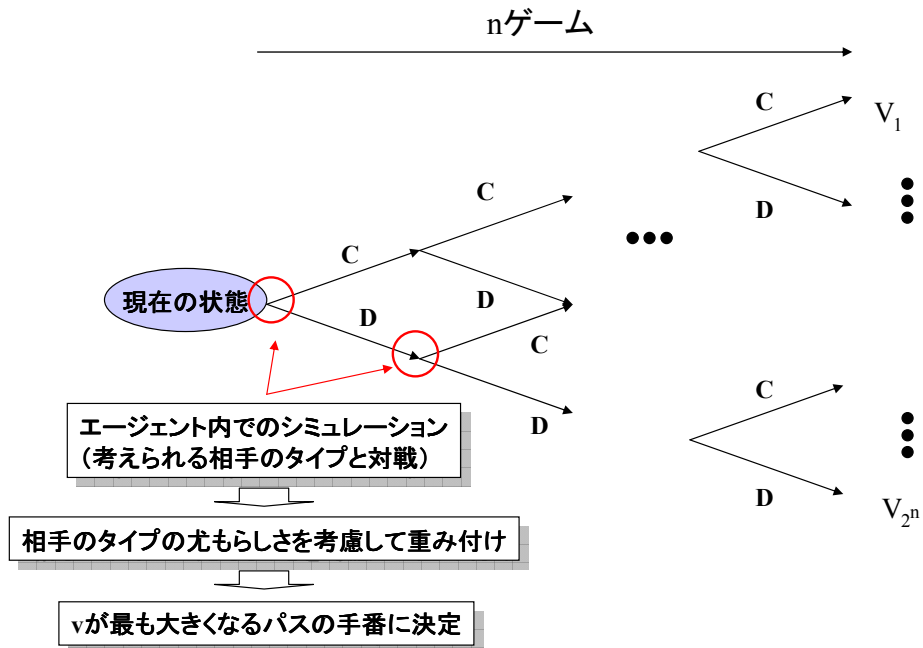 nゲーム
C
V1
D
C
C
現在の状態
D
D
C
D
C
D
V2n
エージェント内でのシミュレーション
（考えられる相手のタイプと対戦）
相手のタイプの尤もらしさを考慮して重み付け
vが最も大きくなるパスの手番に決定